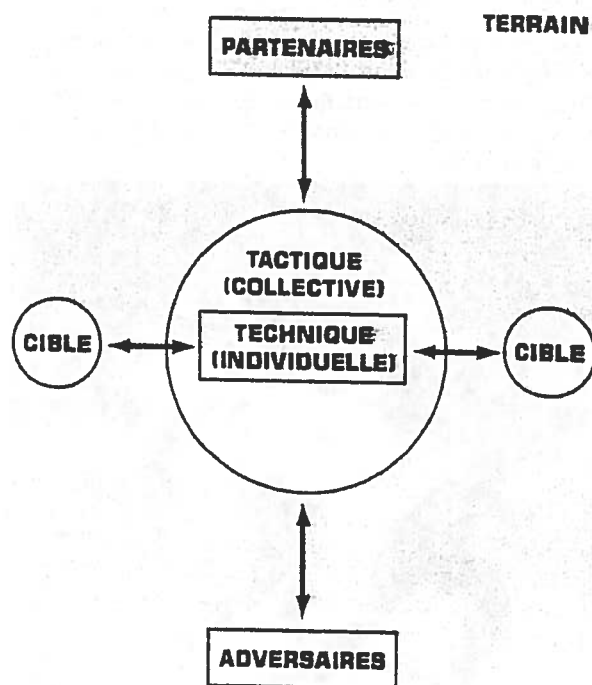 TERRAIN
PARTENAIRES
TACTIQUE
(COLLECTIVE)
TECHNIQUE
(INDIVIDUELLE)
CIBLE
CIBLE
ADVERSAIRES